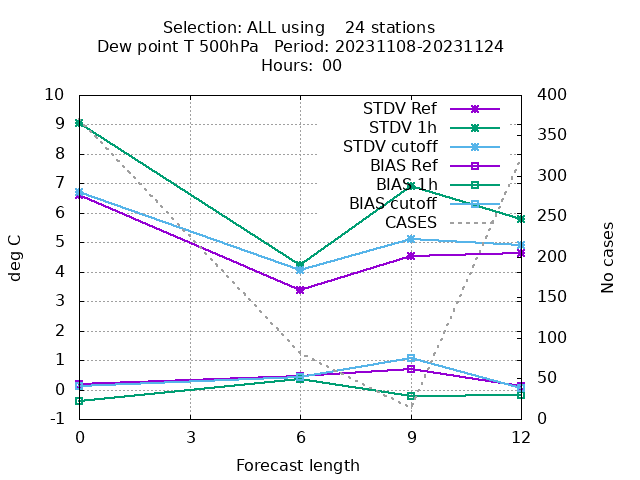 Selection: ALL using    24 stations
Dew point T 500hPa   Period: 20231108-20231124
Hours: 00
10
9
8
7
6
5
4
3
2
1
0
-1
deg C
STDV Ref
STDV 1h
STDV cutoff
BIAS Ref
BIAS 1h
BIAS cutoff
CASES
400
350
300
250
200
150
100
50
0
No cases
0 3 6 9 12
Forecast length